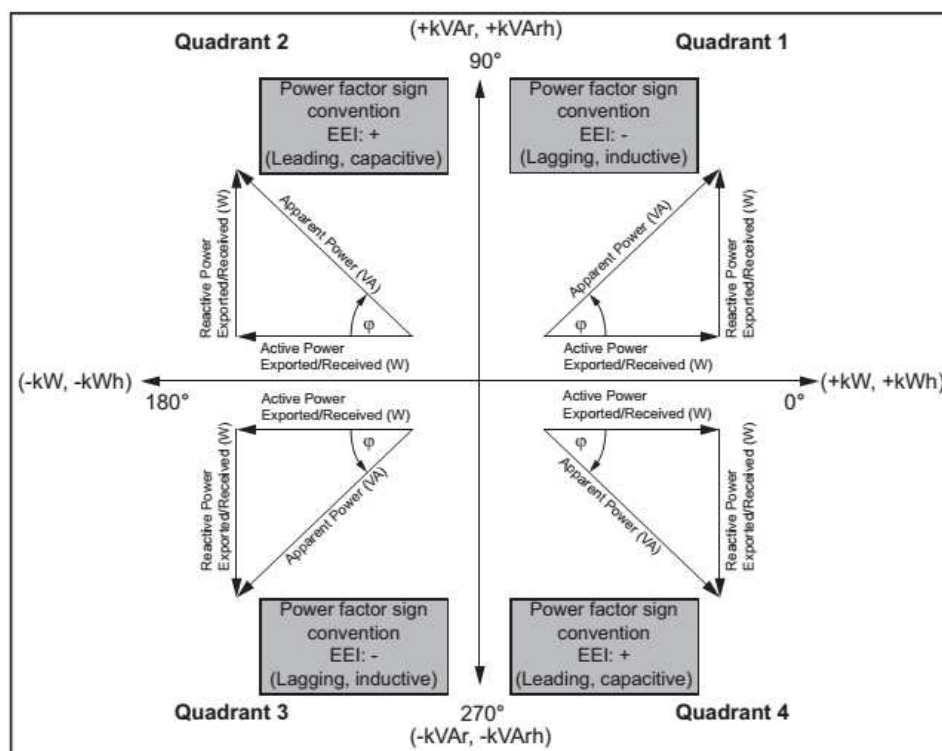 (+kVAr, +kVArh)
Quadrant 2
Quadrant 1
90°
Power factor sign
convention
EEI: +
(Leading, capacitive)
Power factor sign
convention
EEI: -
(Lagging, inductive)
Reactive Power
Exported/Received (W)
Apparent Power (VA)
φ
Active Power
Exported/Received (W)
Apparent Power (VA)
φ
Reactive Power
Exported/Received (W)
Active Power
Exported/Received (W)
(-kW, -kWh)
180°
(+kW, +kWh)
0°
Active Power
Exported/Received (W)
Reactive Power
Exported/Received (W)
φ
Apparent Power (VA)
Active Power
Exported/Received (W)
φ
Apparent Power (VA)
Reactive Power
Exported/Received (W)
Power factor sign
convention
EEI: -
(Lagging, inductive)
Power factor sign
convention
EEI: +
(Leading, capacitive)
Quadrant 3
270°
Quadrant 4
(-kVAr, -kVArh)